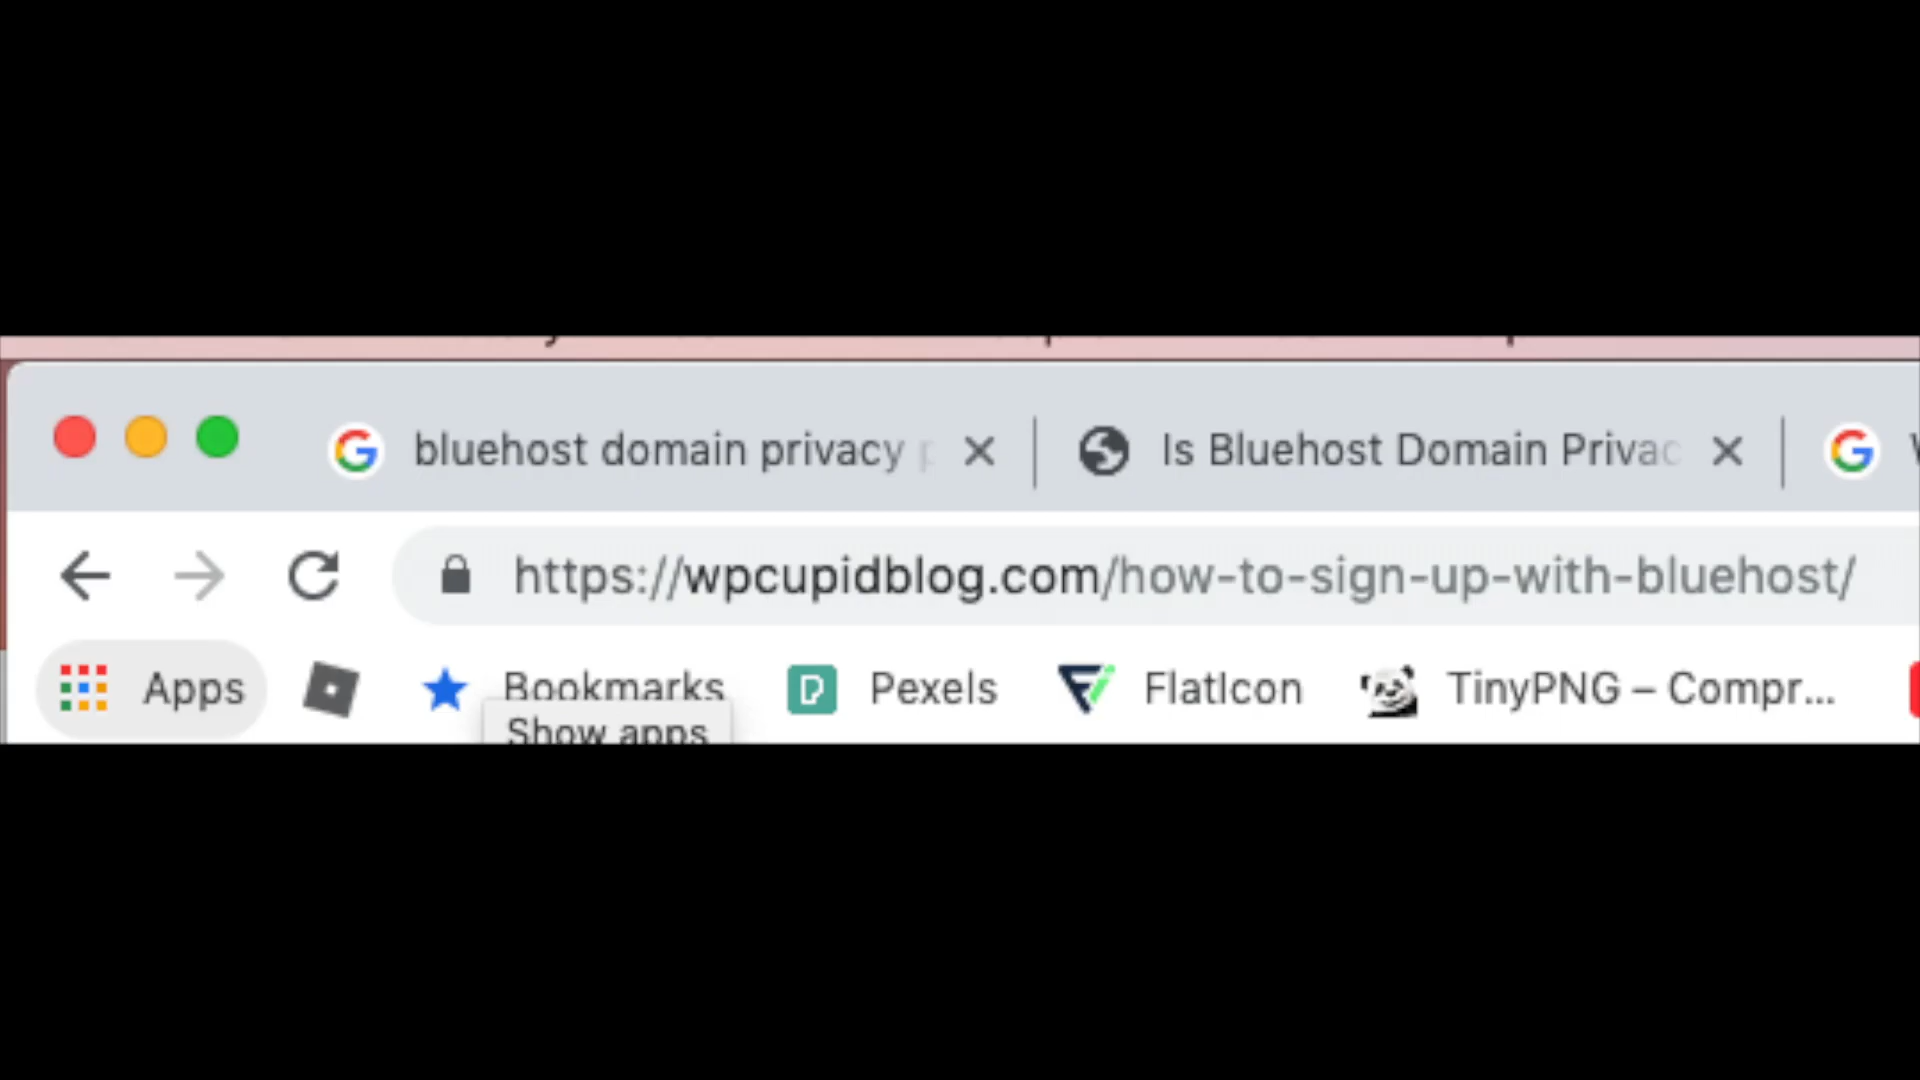 bluehost domain privacy
Is Bluehost Domain Privac
https://wpcupidblog.com/how-to-sign-up-with-bluehost/
Apps Bookmarks Pexels FlatIcon TinyPNG – Compr...
Show apps